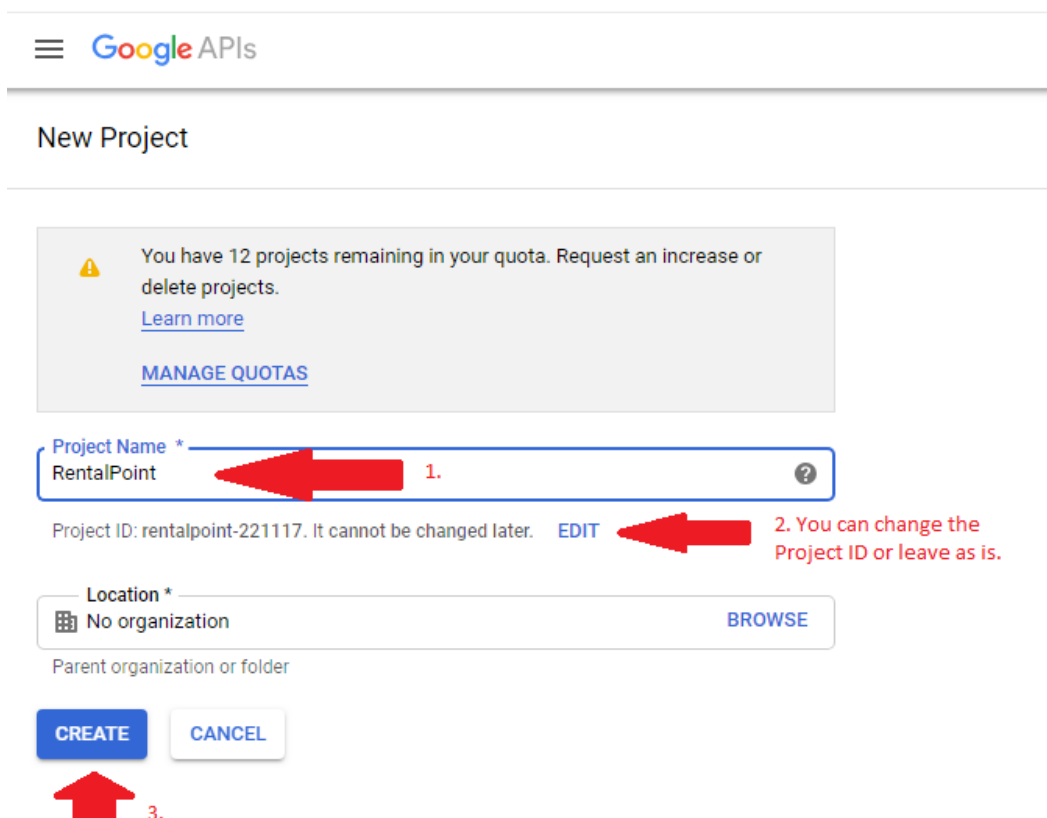 Google APIs
New Project
You have 12 projects remaining in your quota. Request an increase or
delete projects.
Learn more
MANAGE QUOTAS
Project Name *
RentalPoint
1.
Project ID: rentalpoint-221117. It cannot be changed later. EDIT
2. You can change the
Project ID or leave as is.
Location *
No organization
BROWSE
Parent organization or folder
CREATE
CANCEL
3.